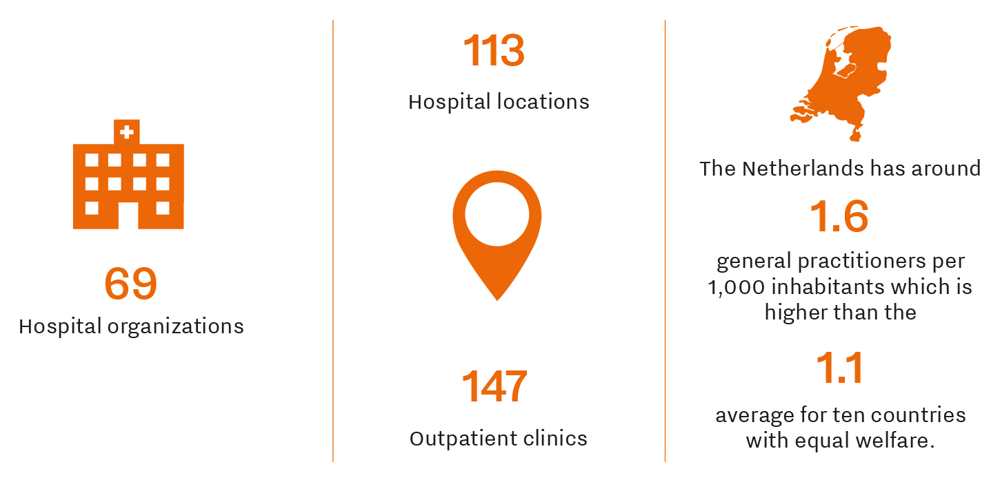 69
Hospital organizations
113
Hospital locations
147
Outpatient clinics
The Netherlands has around
1.6
general practitioners per
1,000 inhabitants which is
higher than the
1.1
average for ten countries
with equal welfare.